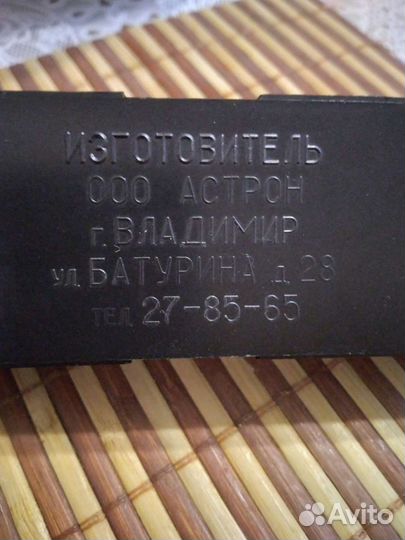 ИЗГОТОВИТЕЛЬ
ООО АСТРОН
г. ВЛАДИМИР
ул. БАТУРИНА д. 28
тел. 27-85-65
Avito